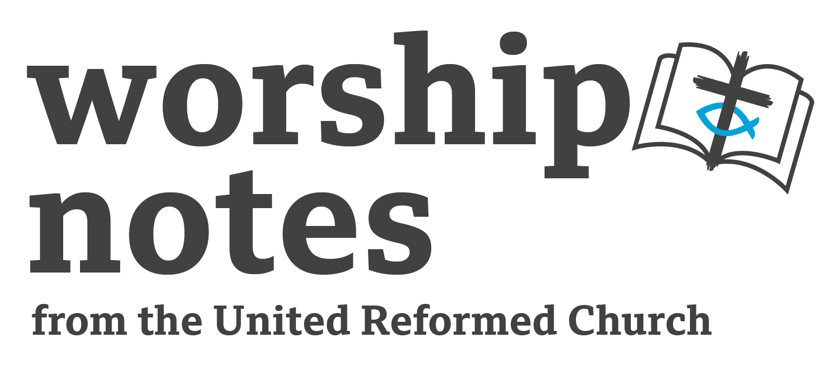 worship
notes
from the United Reformed Church